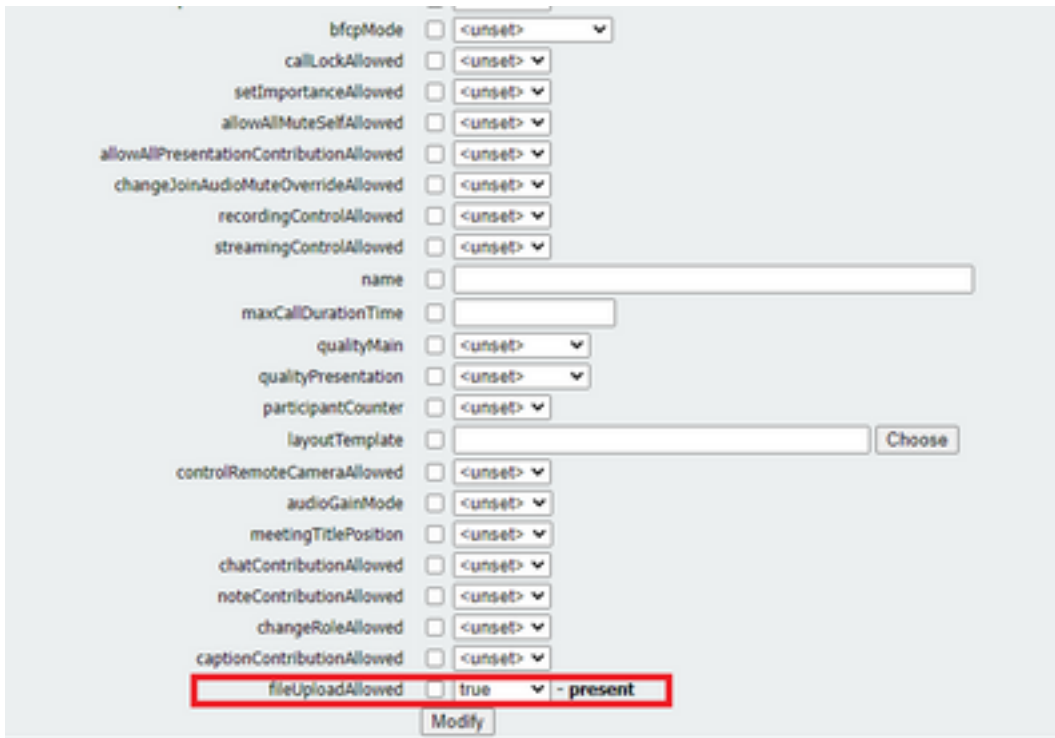 bfcpMode <unset>
callLockAllowed <unset>
setImportanceAllowed <unset>
allowAllMuteSelfAllowed <unset>
allowAllPresentationContributionAllowed <unset>
changeJoinAudioMuteOverrideAllowed <unset>
recordingControlAllowed <unset>
streamingControlAllowed <unset>
name
maxCallDurationTime
qualityMain <unset>
qualityPresentation <unset>
participantCounter <unset>
layoutTemplate Choose
controlRemoteCameraAllowed <unset>
audioGainMode <unset>
meetingTitlePosition <unset>
chatContributionAllowed <unset>
noteContributionAllowed <unset>
changeRoleAllowed <unset>
captionContributionAllowed <unset>
fileUploadAllowed true - present
Modify